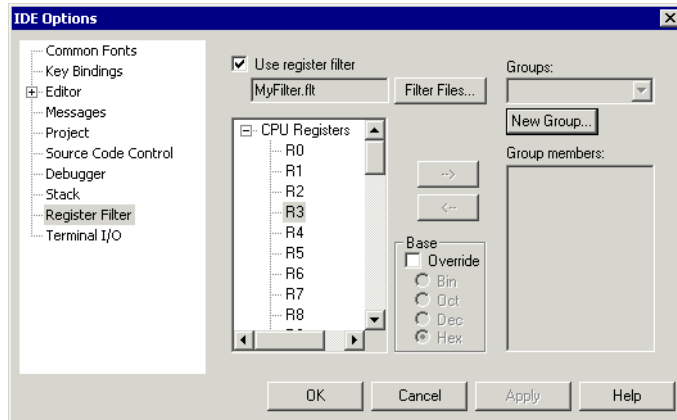 IDE Options
Common Fonts
Key Bindings
Editor
Messages
Project
Source Code Control
Debugger
Stack
Register Filter
Terminal I/O
Use register filter
MyFilter.flt
Filter Files...
CPU Registers
R0
R1
R2
R3
R4
R5
R6
R7
R8
-->
<--
Base
Override
Bin
Oct
Dec
Hex
Groups:
New Group...
Group members:
OK
Cancel
Apply
Help